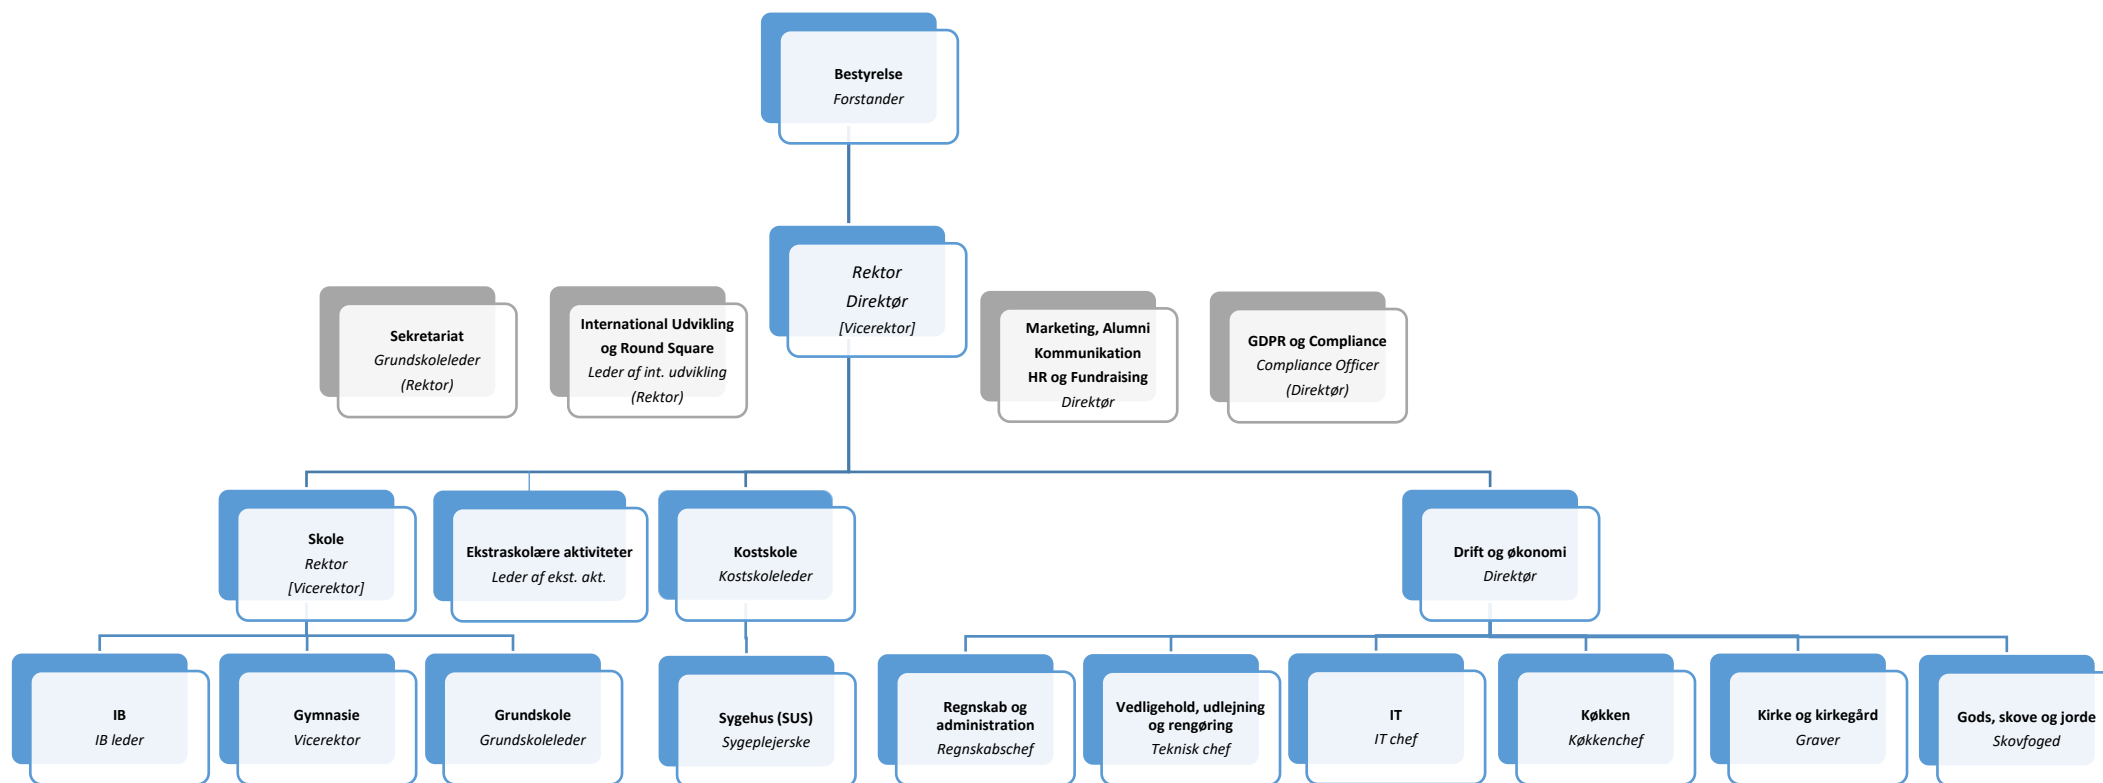 Bestyrelse
Forstander
Rektor
Direktør
[Vicerektor]
Sekretariat
Grundskoleleder
(Rektor)
International Udvikling
og Round Square
Leder af int. udvikling
(Rektor)
Marketing, Alumni
Kommunikation
HR og Fundraising
Direktør
GDPR og Compliance
Compliance Officer
(Direktør)
Skole
Rektor
[Vicerektor]
Ekstraskolære aktiviteter
Leder af ekst. akt.
Kostskole
Kostskoleleder
Drift og økonomi
Direktør
IB
IB leder
Gymnasie
Vicerektor
Grundskole
Grundskoleleder
Sygehus (SUS)
Sygeplejerske
Regnskab og
administration
Regnskabschef
Vedligehold, udlejning
og rengøring
Teknisk chef
IT
IT chef
Køkken
Køkkenchef
Kirke og kirkegård
Graver
Gods, skove og jorde
Skovfoged